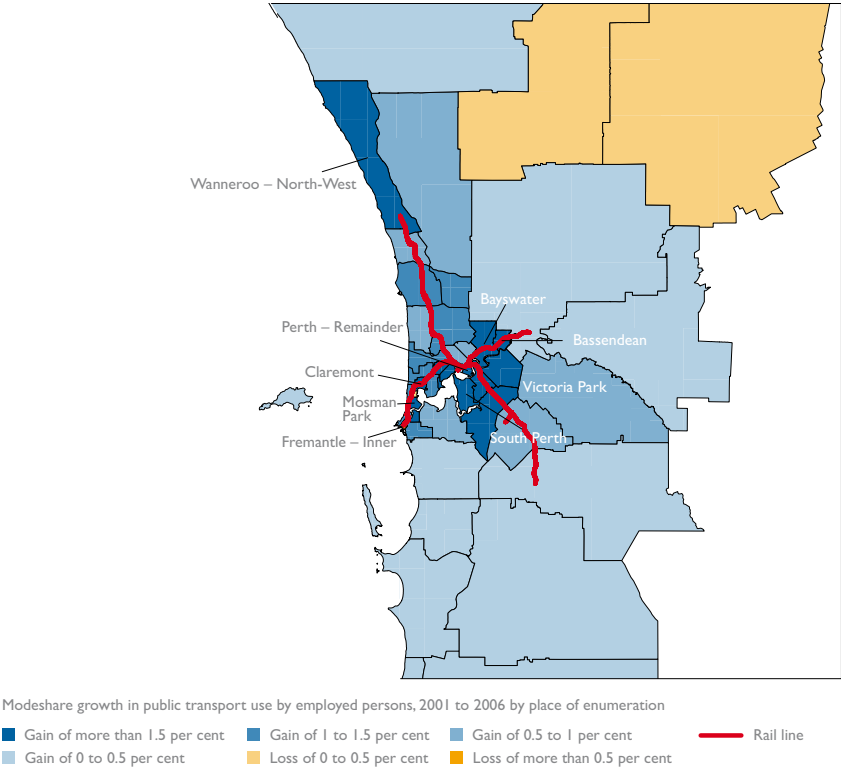 Wanneroo – North-West
Bayswater
Perth – Remainder
Bassendean
Claremont
Victoria Park
Mosman
Park
South Perth
Fremantle – Inner
Modeshare growth in public transport use by employed persons, 2001 to 2006 by place of enumeration
Gain of more than 1.5 per cent
Gain of 1 to 1.5 per cent
Gain of 0.5 to 1 per cent
Rail line
Gain of 0 to 0.5 per cent
Loss of 0 to 0.5 per cent
Loss of more than 0.5 per cent